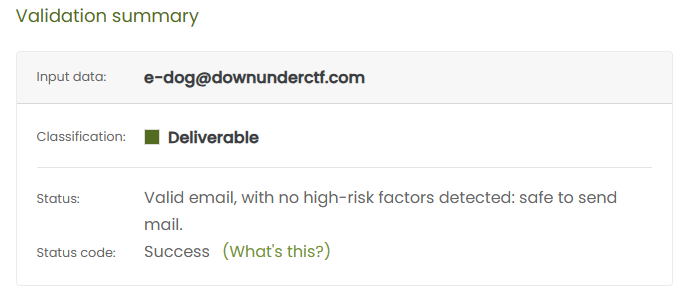 Validation summary
Input data: e-dog@downunderctf.com
Classification: Deliverable
Status: Valid email, with no high-risk factors detected: safe to send
mail.
Status code: Success (What's this?)